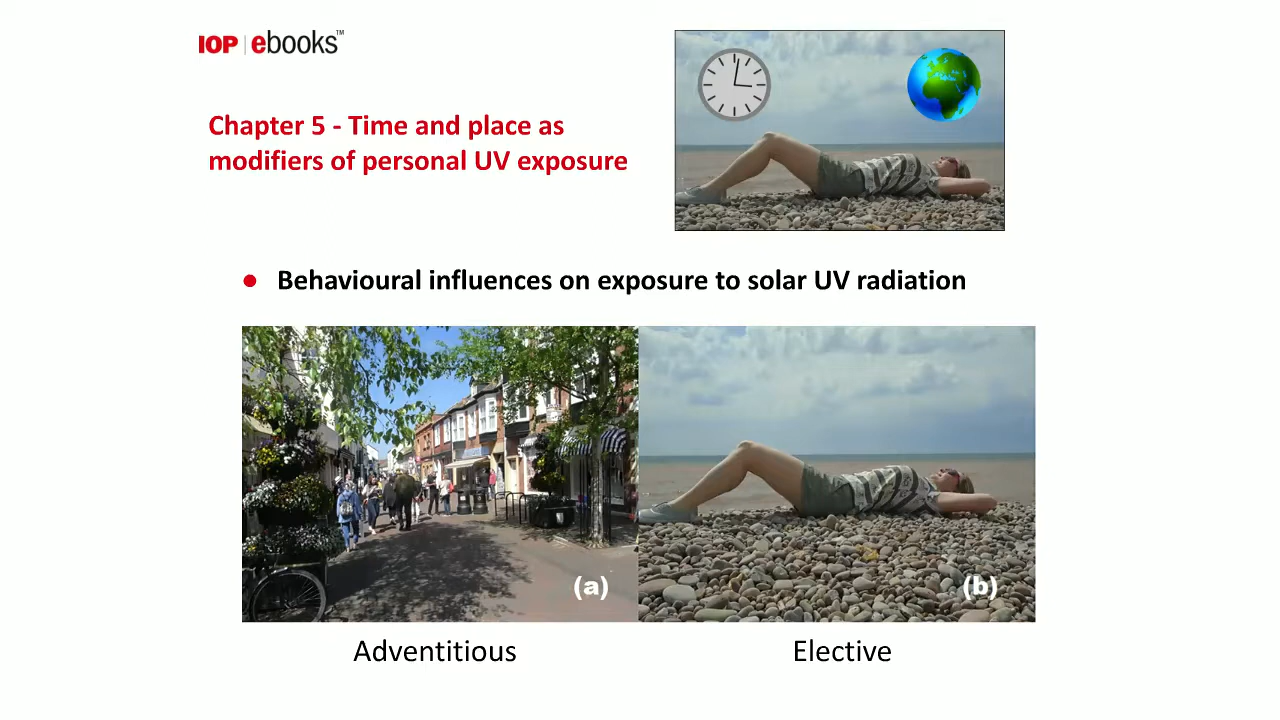 IOP | ebooks™
Chapter 5 - Time and place as
modifiers of personal UV exposure
● Behavioural influences on exposure to solar UV radiation
(a)
(b)
Adventitious
Elective